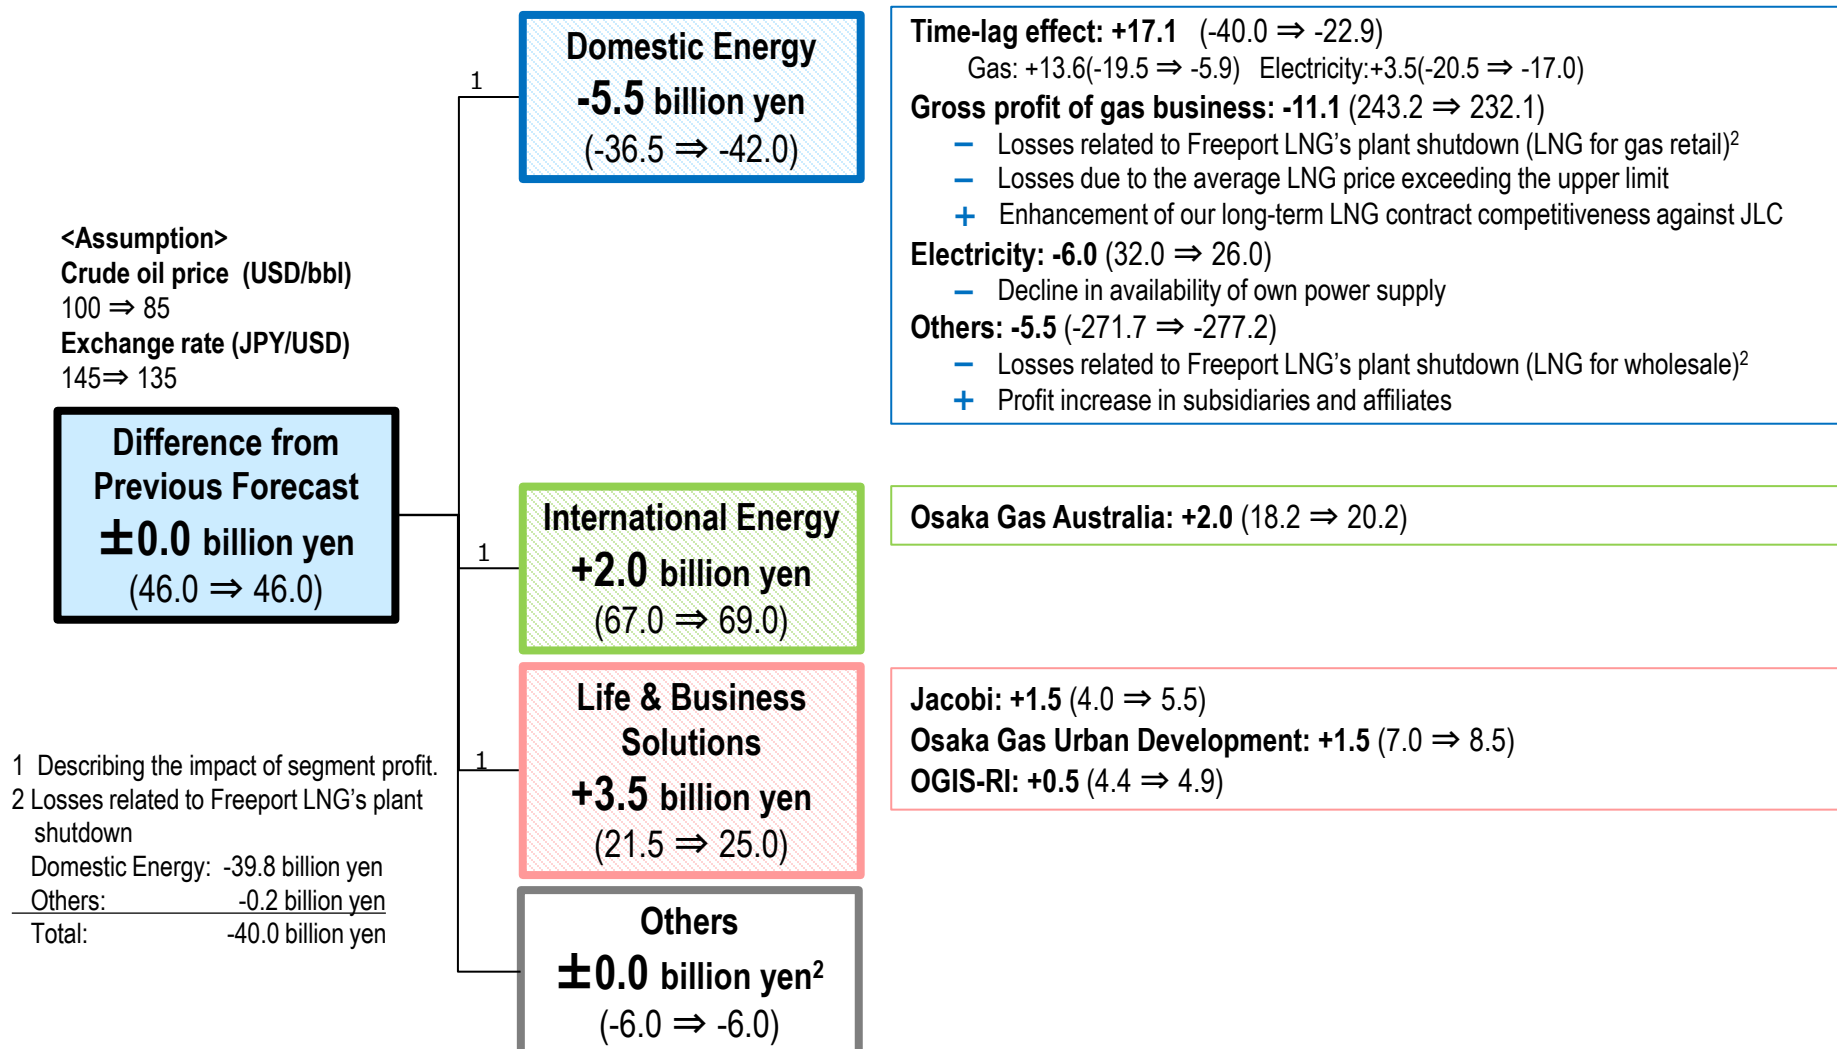 <Assumption>
Crude oil price (USD/bbl)
100 ⇒ 85
Exchange rate (JPY/USD)
145⇒ 135
Difference from
Previous Forecast
±0.0 billion yen
(46.0 ⇒ 46.0)
1
Domestic Energy
-5.5 billion yen
(-36.5 ⇒ -42.0)
Time-lag effect: +17.1 (-40.0 ⇒ -22.9)
Gas: +13.6(-19.5 ⇒ -5.9) Electricity:+3.5(-20.5 ⇒ -17.0)
Gross profit of gas business: -11.1 (243.2 ⇒ 232.1)
− Losses related to Freeport LNG's plant shutdown (LNG for gas retail)2
− Losses due to the average LNG price exceeding the upper limit
+ Enhancement of our long-term LNG contract competitiveness against JLC
Electricity: -6.0 (32.0 ⇒ 26.0)
− Decline in availability of own power supply
Others: -5.5 (-271.7 ⇒ -277.2)
− Losses related to Freeport LNG's plant shutdown (LNG for wholesale)2
+ Profit increase in subsidiaries and affiliates
1
International Energy
+2.0 billion yen
(67.0 ⇒ 69.0)
Osaka Gas Australia: +2.0 (18.2 ⇒ 20.2)
1
Life & Business
Solutions
+3.5 billion yen
(21.5 ⇒ 25.0)
Jacobi: +1.5 (4.0 ⇒ 5.5)
Osaka Gas Urban Development: +1.5 (7.0 ⇒ 8.5)
OGIS-RI: +0.5 (4.4 ⇒ 4.9)
Others
±0.0 billion yen2
(-6.0 ⇒ -6.0)
1 Describing the impact of segment profit.
2 Losses related to Freeport LNG's plant
shutdown
Domestic Energy: -39.8 billion yen
Others: -0.2 billion yen
Total: -40.0 billion yen